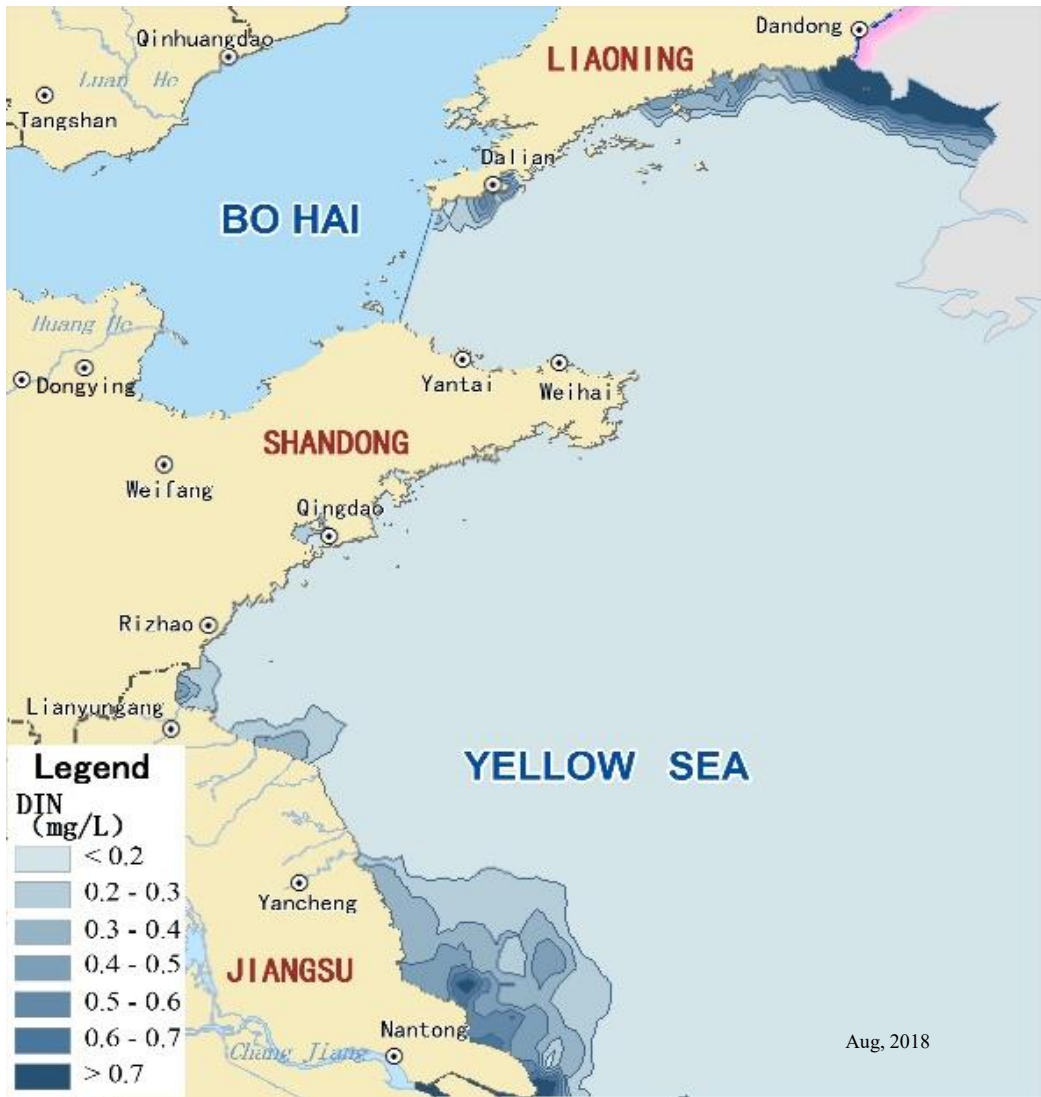 Dandong
Qinhuangdao
LIAONING
Luan He
Tangshan
Dalian
BO HAI
Huang He
Dongying
Yantai
Weihai
SHANDONG
Weifang
Qingdao
Rizhao
Lianyungang
YELLOW SEA
Legend
DIN
(mg/L)
< 0.2
0.2 - 0.3
0.3 - 0.4
0.4 - 0.5
0.5 - 0.6
0.6 - 0.7
> 0.7
Yancheng
JIANGSU
Nantong
Chang Jiang
Aug, 2018